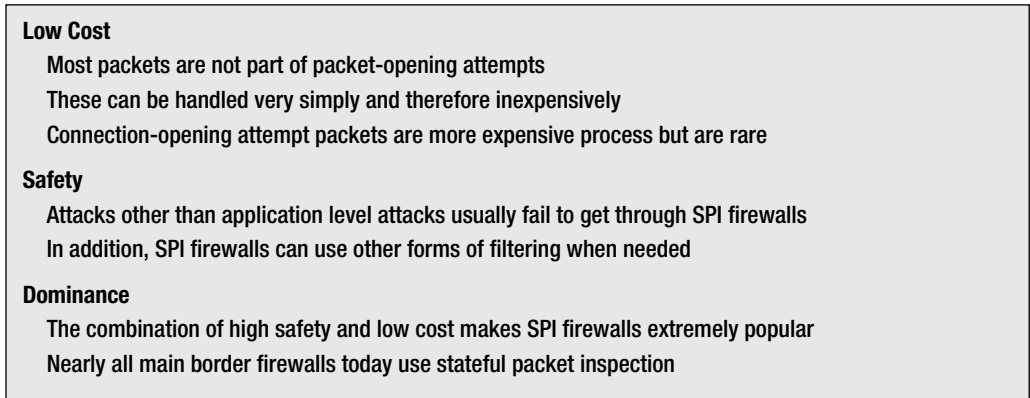 Low Cost
Most packets are not part of packet-opening attempts
These can be handled very simply and therefore inexpensively
Connection-opening attempt packets are more expensive process but are rare
Safety
Attacks other than application level attacks usually fail to get through SPI firewalls
In addition, SPI firewalls can use other forms of filtering when needed
Dominance
The combination of high safety and low cost makes SPI firewalls extremely popular
Nearly all main border firewalls today use stateful packet inspection